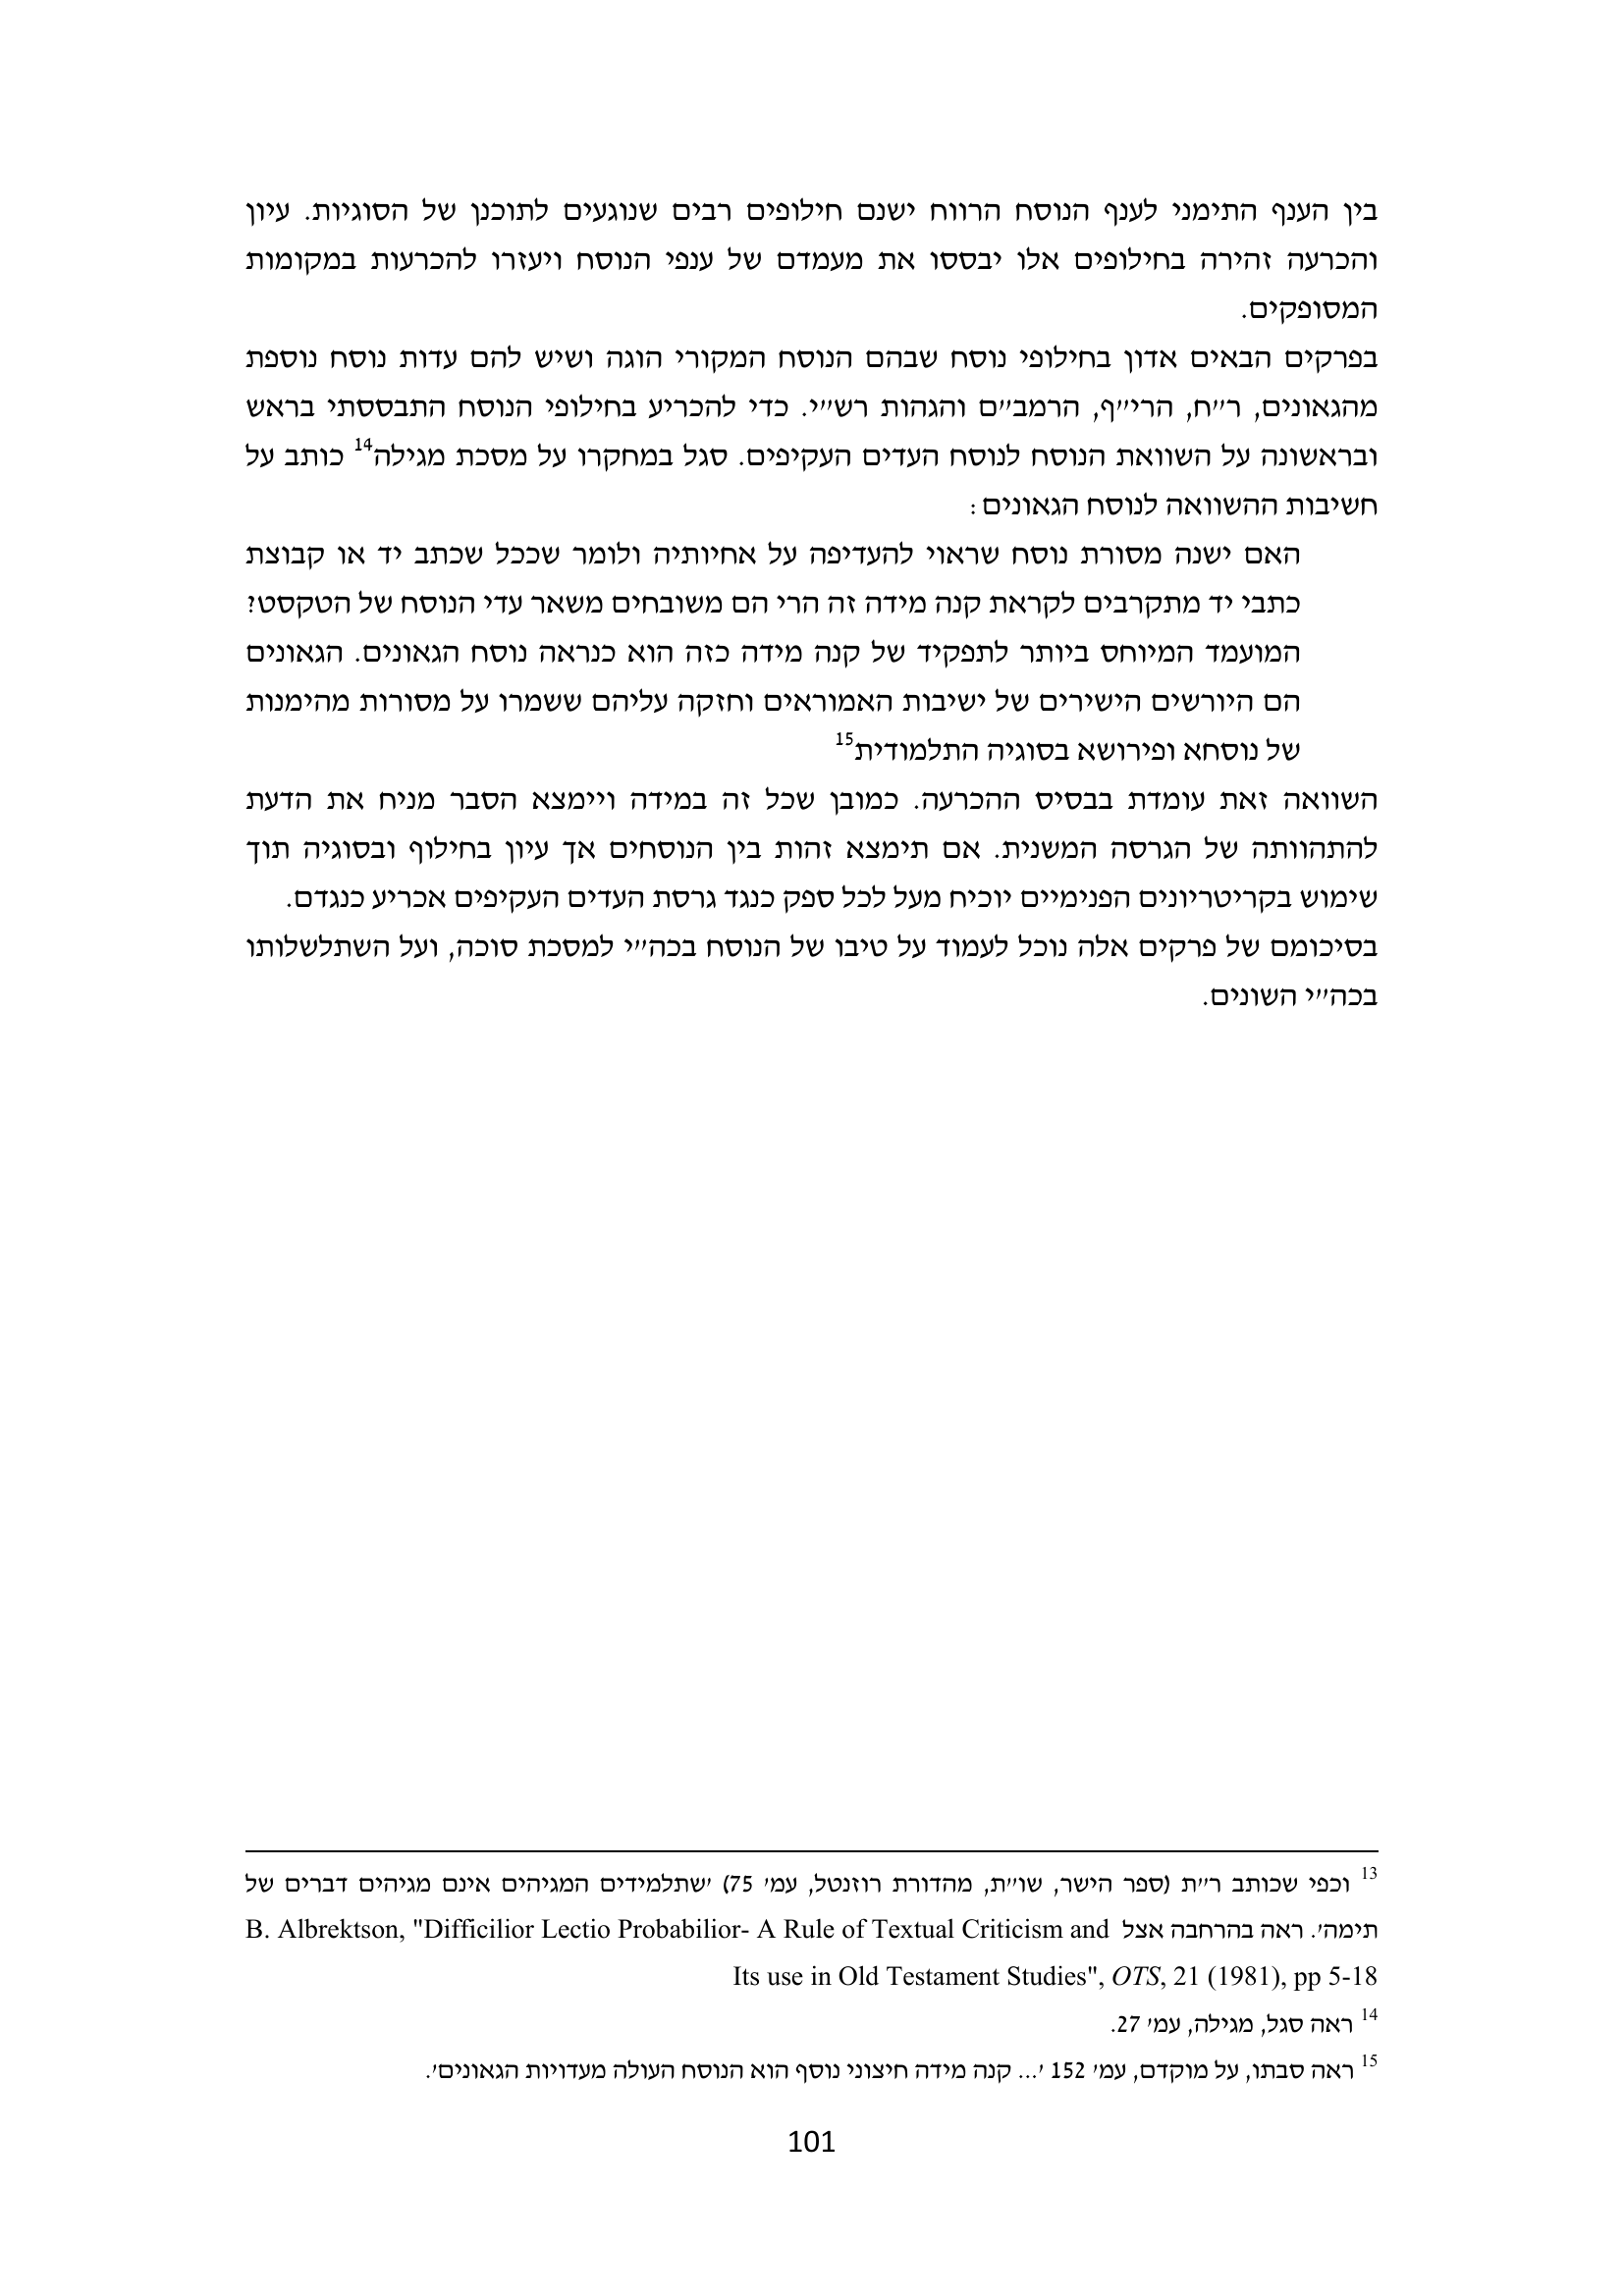 בין הענף התימני לענף הנוסח הרווח ישנם חילופים רבים שנוגעים לתוכנן של הסוגיות. עיון
והכרעה זהירה בחילופים אלו יבססו את מעמדם של ענפי הנוסח ויעזרו להכרעות במקומות
המסופקים.
בפרקים הבאים אדון בחילופי נוסח שבהם הנוסח המקורי הוגה ושיש להם עדות נוסח נוספת
מהגאונים, ר״ח, הרי״ף, הרמב״ם והגהות רש״י. כדי להכריע בחילופי הנוסח התבססתי בראש
ובראשונה על השוואת הנוסח לנוסח העדים העקיפים. סגל במחקרו על מסכת מגילה14 כותב על
חשיבות ההשוואה לנוסח הגאונים:
האם ישנה מסורת נוסח שראוי להעדיפה על אחיותיה ולומר שככל שכתב יד או קבוצת
כתבי יד מתקרבים לקראת קנה מידה זה הרי הם משובחים משאר עדי הנוסח של הטקסט?
המועמד המיוחס ביותר לתפקיד של קנה מידה כזה הוא כנראה נוסח הגאונים. הגאונים
הם היורשים הישירים של ישיבות האמוראים וחזקה עליהם ששמרו על מסורות מהימנות
של נוסחא ופירושא בסוגיה התלמודית15
השוואה זאת עומדת בבסיס ההכרעה. כמובן שכל זה במידה ויימצא הסבר מניח את הדעת
להתהוותה של הגרסה המשנית. אם תימצא זהות בין הנוסחים אך עיון בחילוף ובסוגיה תוך
שימוש בקריטריונים הפנימיים יוכיח מעל לכל ספק כנגד גרסת העדים העקיפים אכריע כנגדם.
בסיכומם של פרקים אלה נוכל לעמוד על טיבו של הנוסח בכה״י למסכת סוכה, ועל השתלשלותו
בכה״י השונים.
13 וכפי שכותב ר״ת (ספר הישר, שו״ת, מהדורת רוזנטל, עמ׳ 75) ׳שתלמידים המגיהים אינם מגיהים דברים של
תימה׳. ראה בהרחבה אצל B. Albrektson, "Difficilior Lectio Probabilior- A Rule of Textual Criticism and
Its use in Old Testament Studies", OTS, 21 (1981), pp 5-18
14 ראה סגל, מגילה, עמ׳ 27.
15 ראה סבתו, על מוקדם, עמ׳ 152 ׳... קנה מידה חיצוני נוסף הוא הנוסח העולה מעדויות הגאונים׳.
101